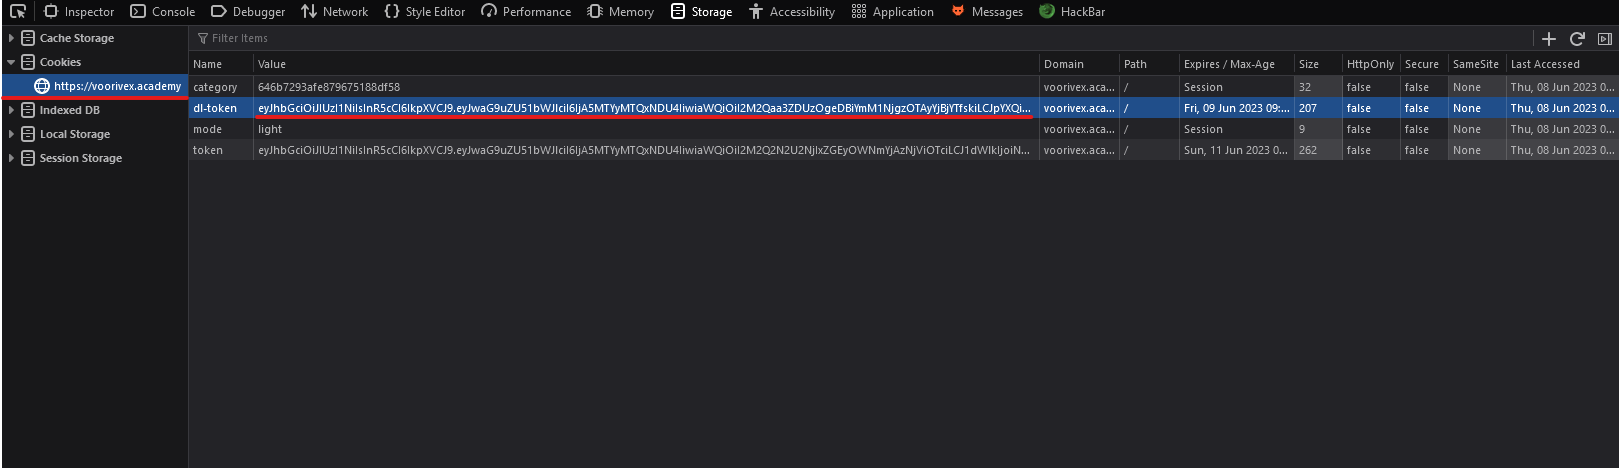 Inspector Console Debugger Network Style Editor Performance Memory Storage Accessibility Application Messages HackBar
Cache Storage
Cookies
https://voorivex.academy
Indexed DB
Local Storage
Session Storage
Filter Items
Name Value Domain Path Expires / Max-Age Size HttpOnly Secure SameSite Last Accessed
category 646b7293afe879675188df58 voorivex.aca... / Session 32 false false None Thu, 08 Jun 2023 0...
dl-token voorivex.aca... / Fri, 09 Jun 2023 09:... 207 false false None Thu, 08 Jun 2023 0...
mode light voorivex.aca... / Session 9 false false None Thu, 08 Jun 2023 0...
token voorivex.aca... / Sun, 11 Jun 2023 0... 262 false false None Thu, 08 Jun 2023 0...